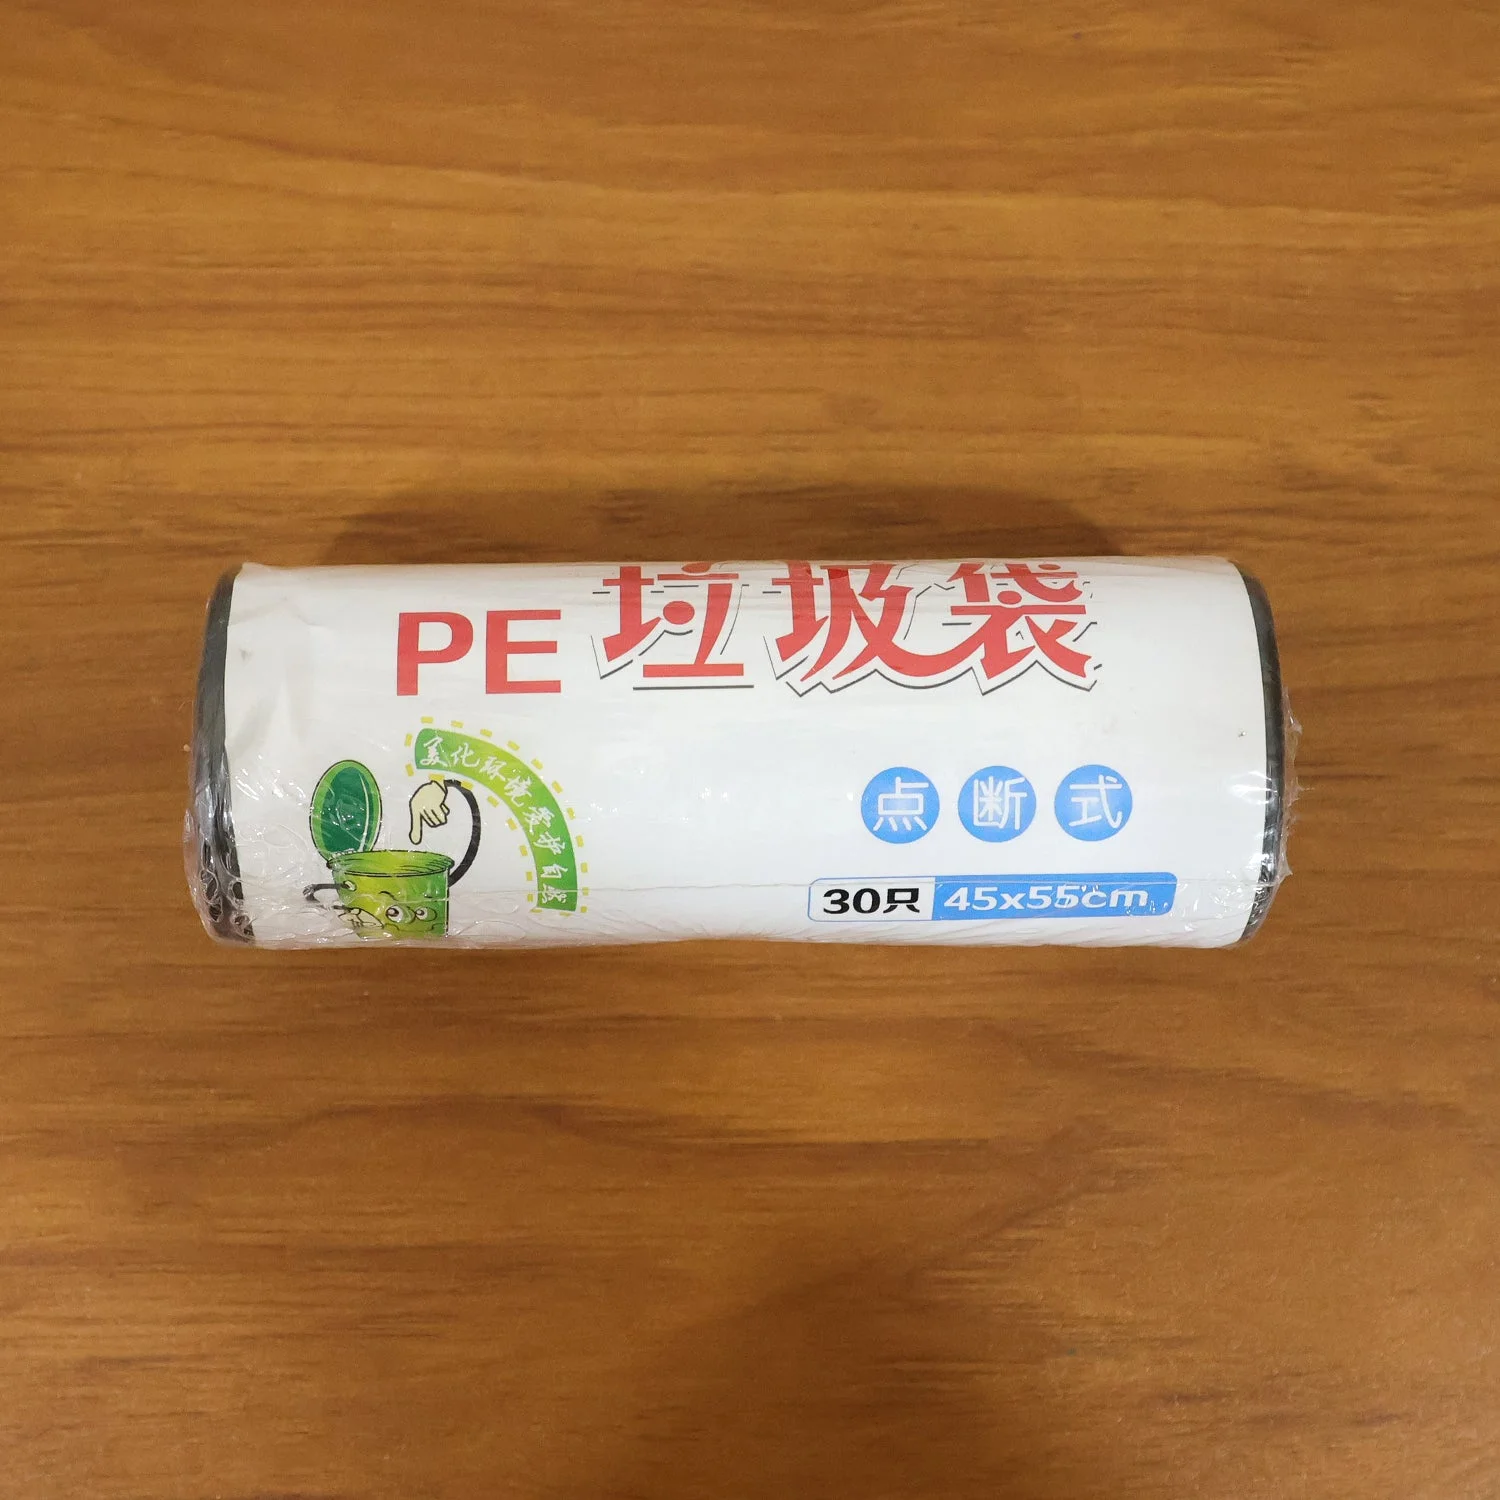 PE 垃圾袋
美化环境 爱护自然
点断式
30只 45x55cm